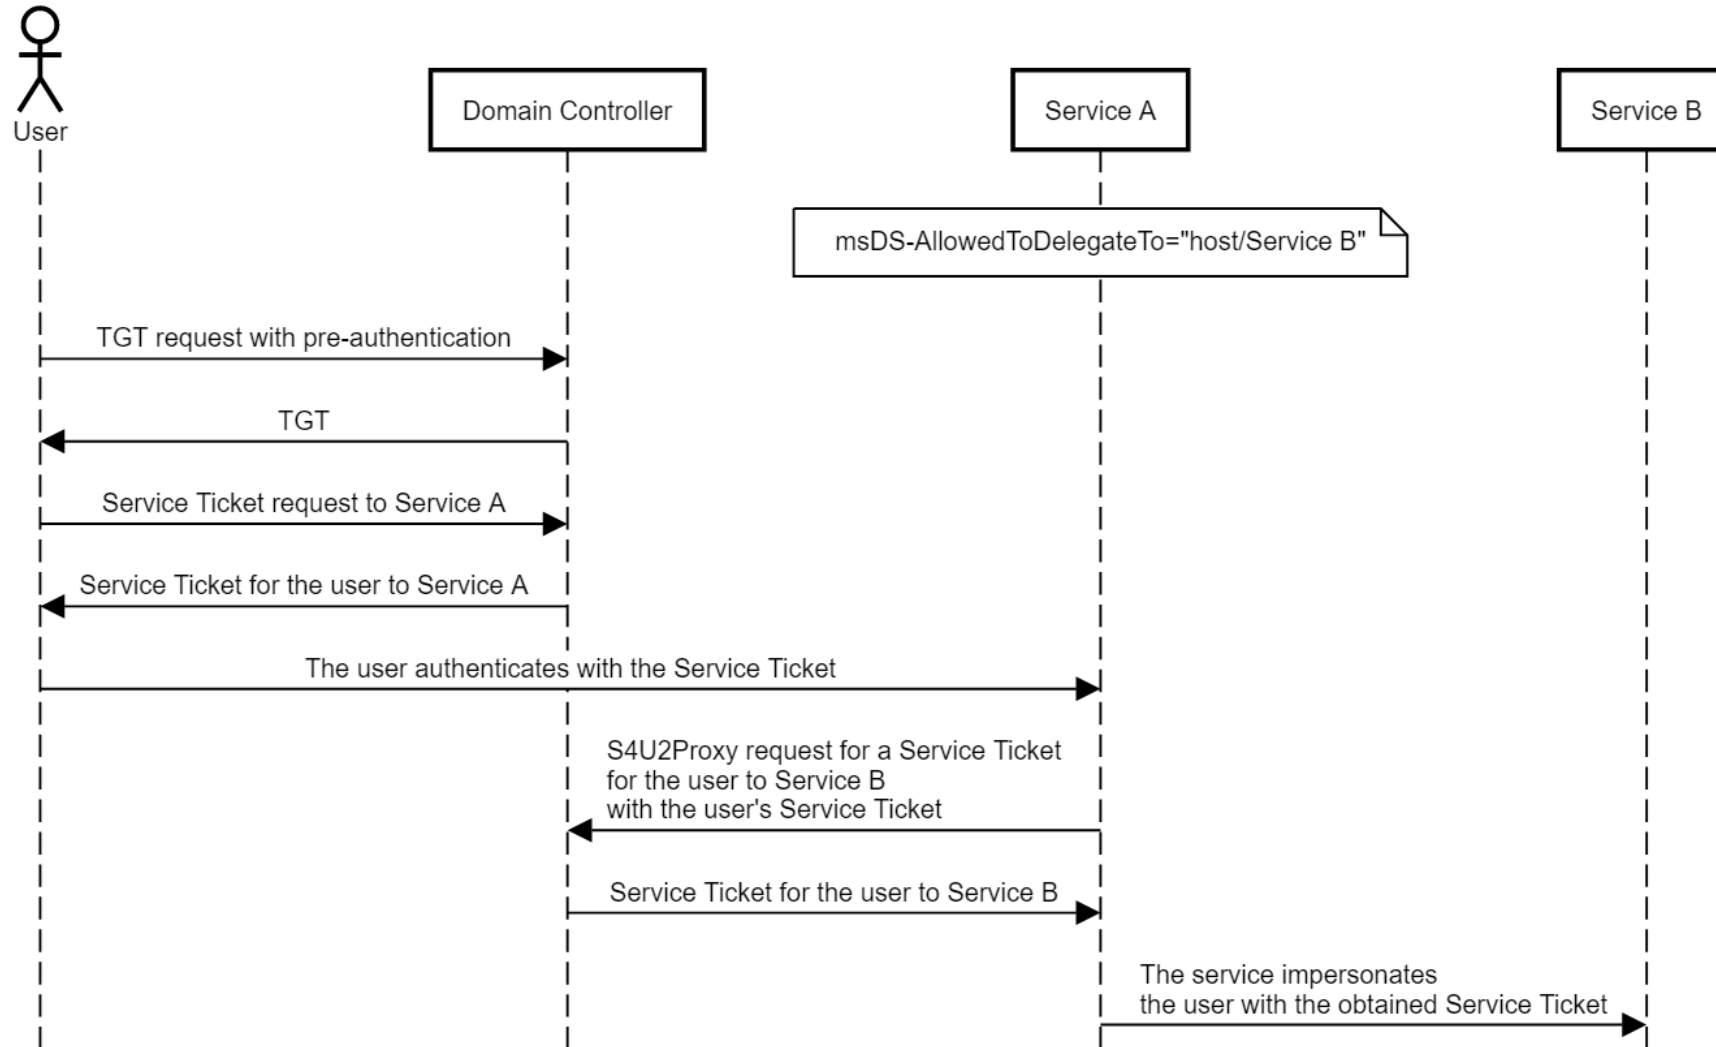 User
Domain Controller
Service A
Service B
msDS-AllowedToDelegateTo="host/Service B"
TGT request with pre-authentication
TGT
Service Ticket request to Service A
Service Ticket for the user to Service A
The user authenticates with the Service Ticket
S4U2Proxy request for a Service Ticket
for the user to Service B
with the user's Service Ticket
Service Ticket for the user to Service B
The service impersonates
the user with the obtained Service Ticket